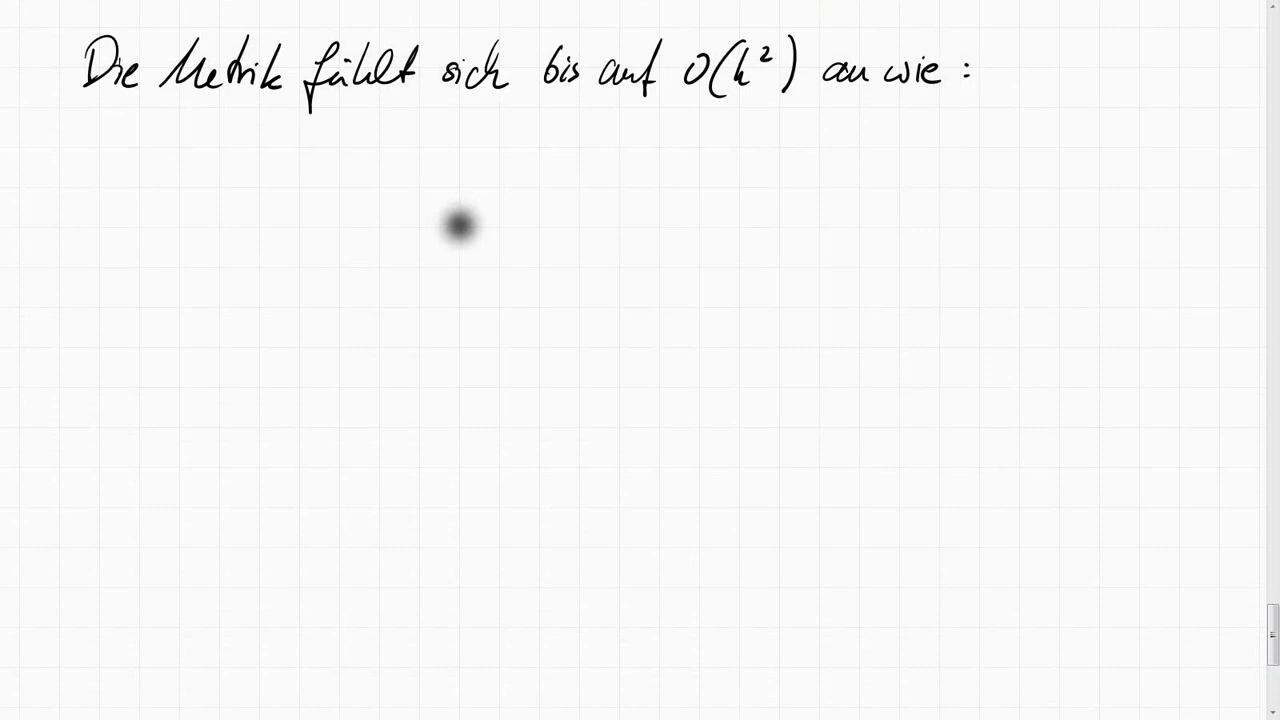 Die Metrik fühlt sich bis auf O(h²) an wie :